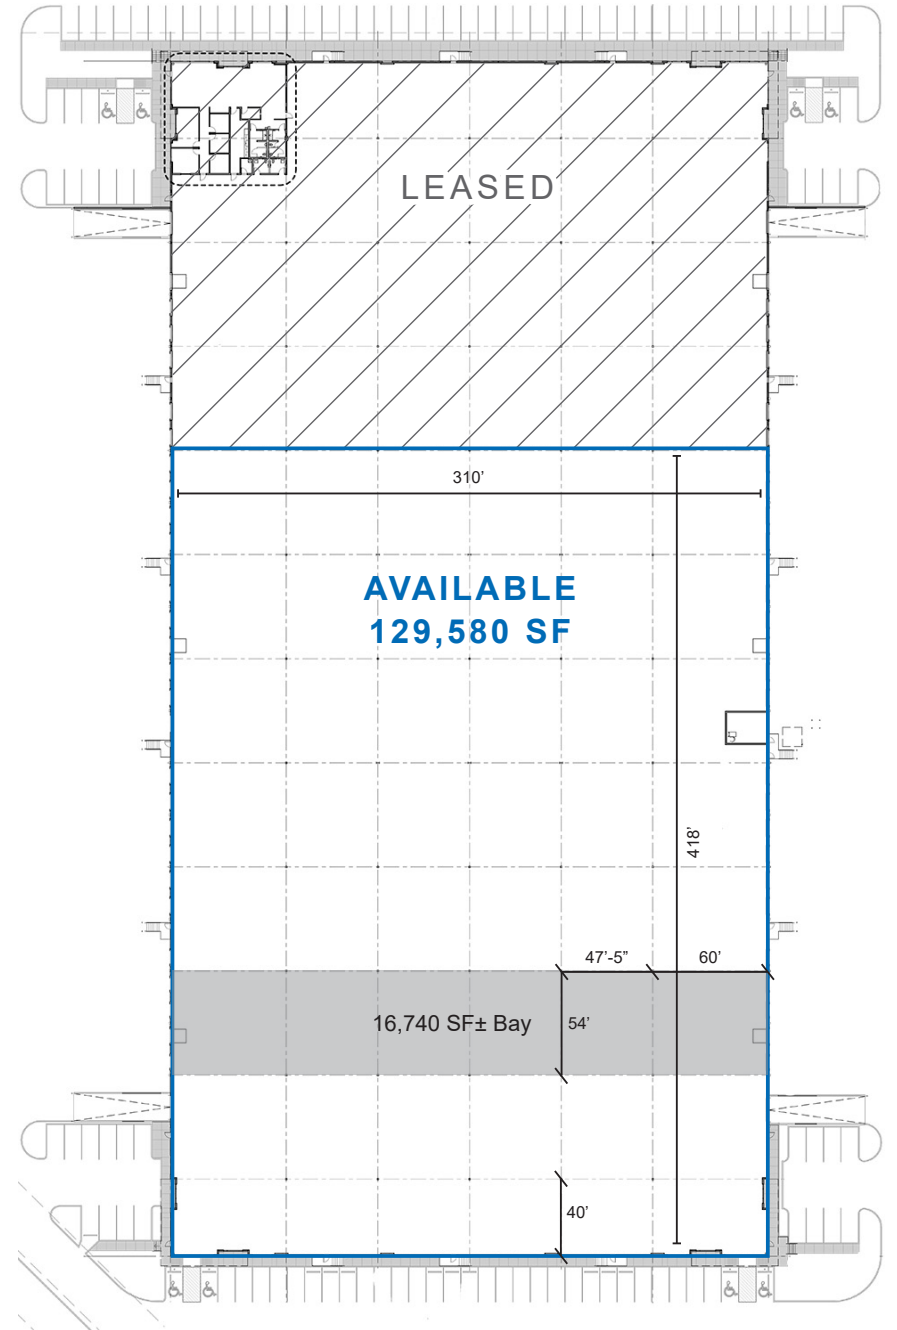 LEASED
310’
AVAILABLE
129,580 SF
418’
47’-5”
60’
16,740 SF± Bay
54’
40’